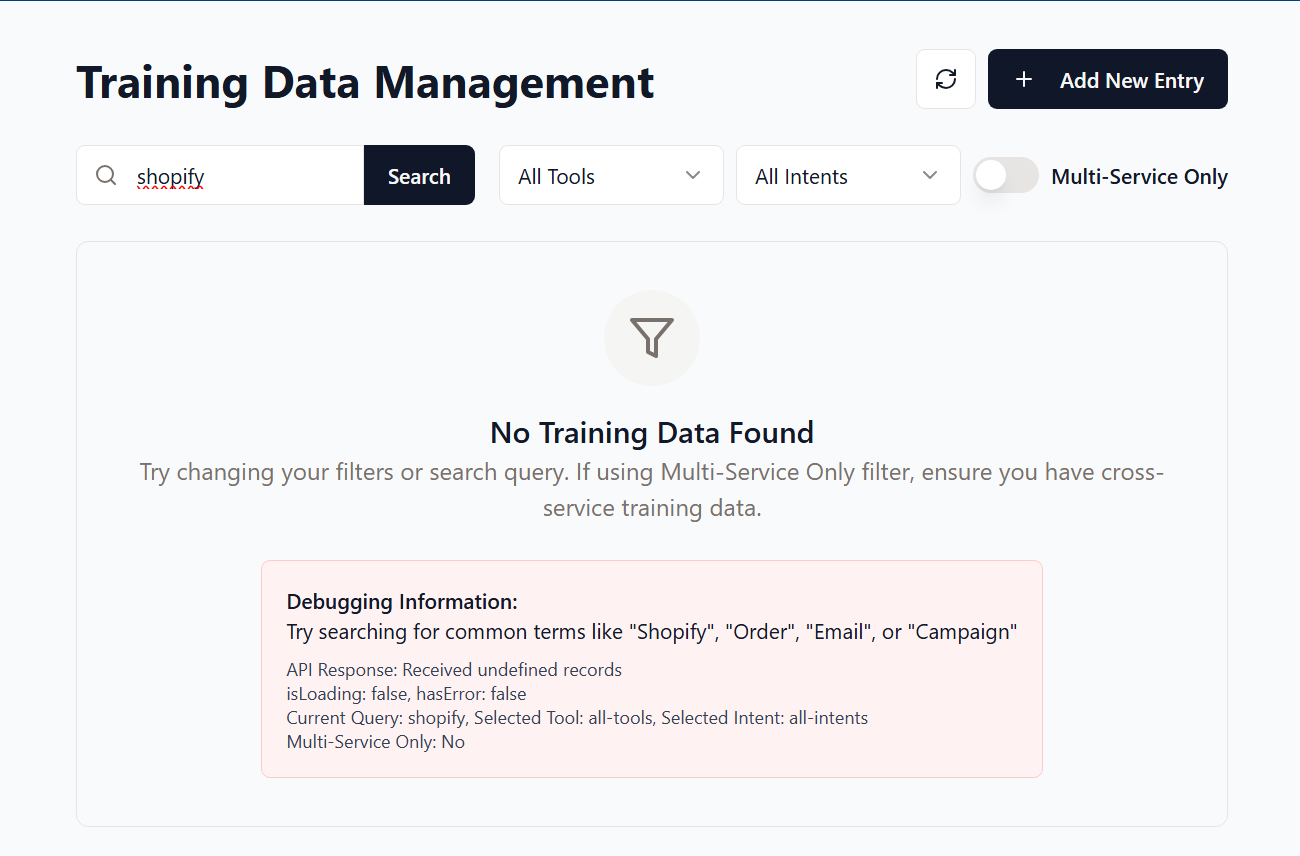 Training Data Management
Add New Entry
shopify
Search
All Tools
All Intents
Multi-Service Only
No Training Data Found
Try changing your filters or search query. If using Multi-Service Only filter, ensure you have cross-
service training data.
Debugging Information:
Try searching for common terms like "Shopify", "Order", "Email", or "Campaign"
API Response: Received undefined records
isLoading: false, hasError: false
Current Query: shopify, Selected Tool: all-tools, Selected Intent: all-intents
Multi-Service Only: No